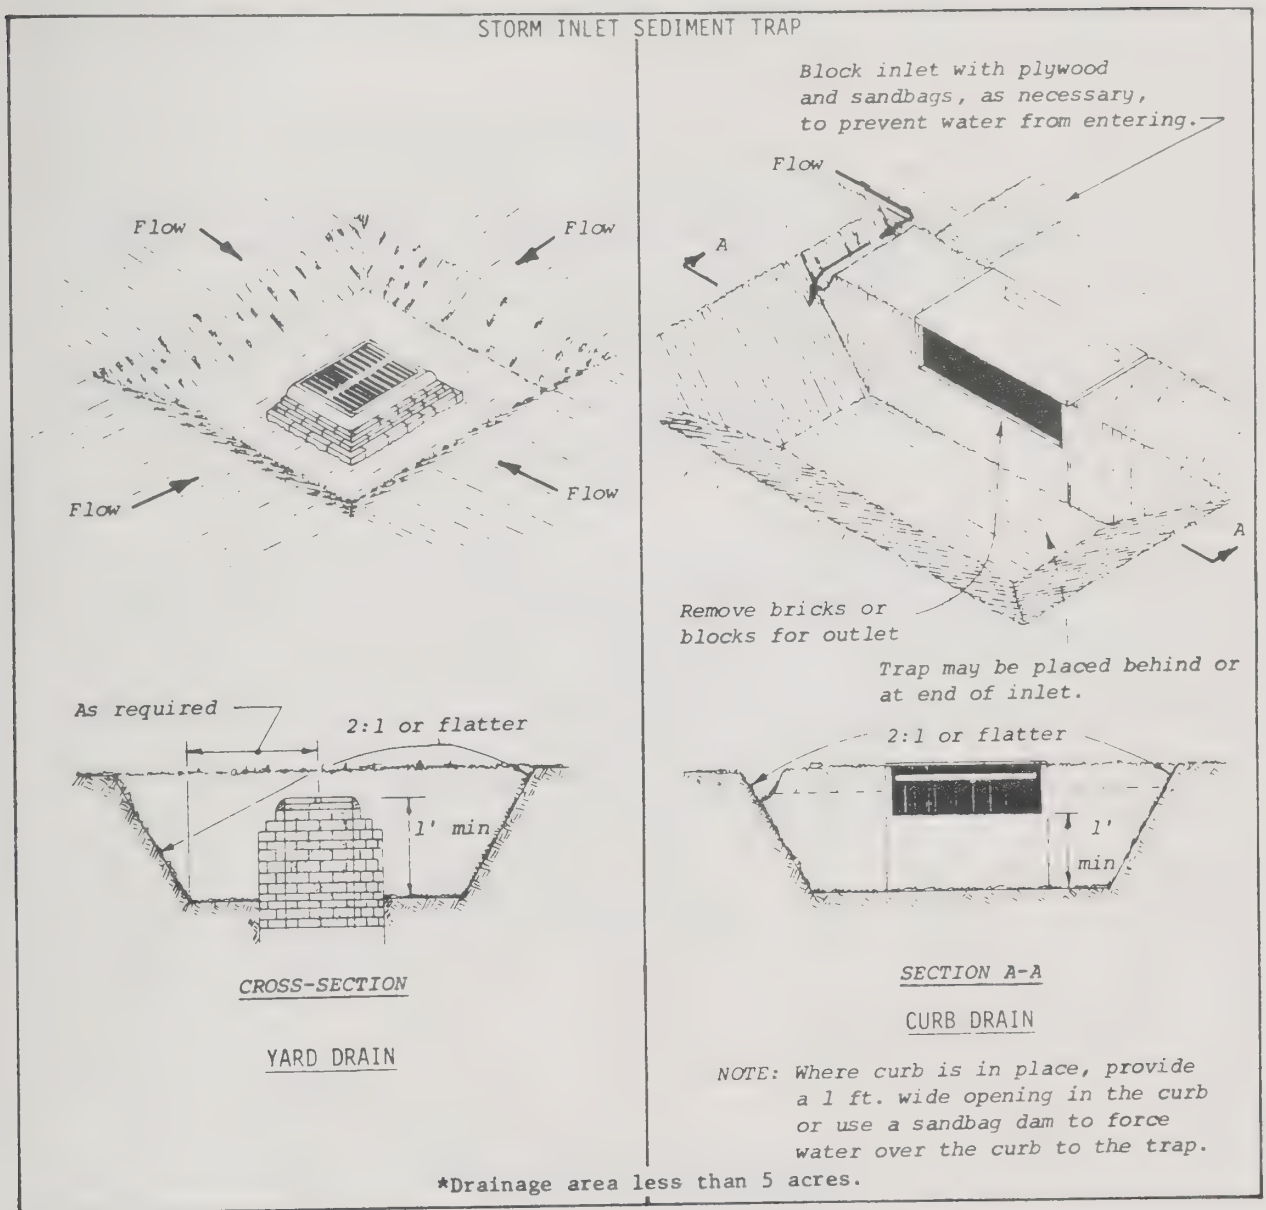 STORM INLET SEDIMENT TRAP
Flow
Flow
Flow
Flow
As required
2:1 or flatter
1' min
CROSS-SECTION
YARD DRAIN
Block inlet with plywood
and sandbags, as necessary,
to prevent water from entering.
Flow
A
A
Remove bricks or
blocks for outlet
Trap may be placed behind or
at end of inlet.
2:1 or flatter
1'
min
SECTION A-A
CURB DRAIN
NOTE: Where curb is in place, provide
a 1 ft. wide opening in the curb
or use a sandbag dam to force
water over the curb to the trap.
*Drainage area less than 5 acres.